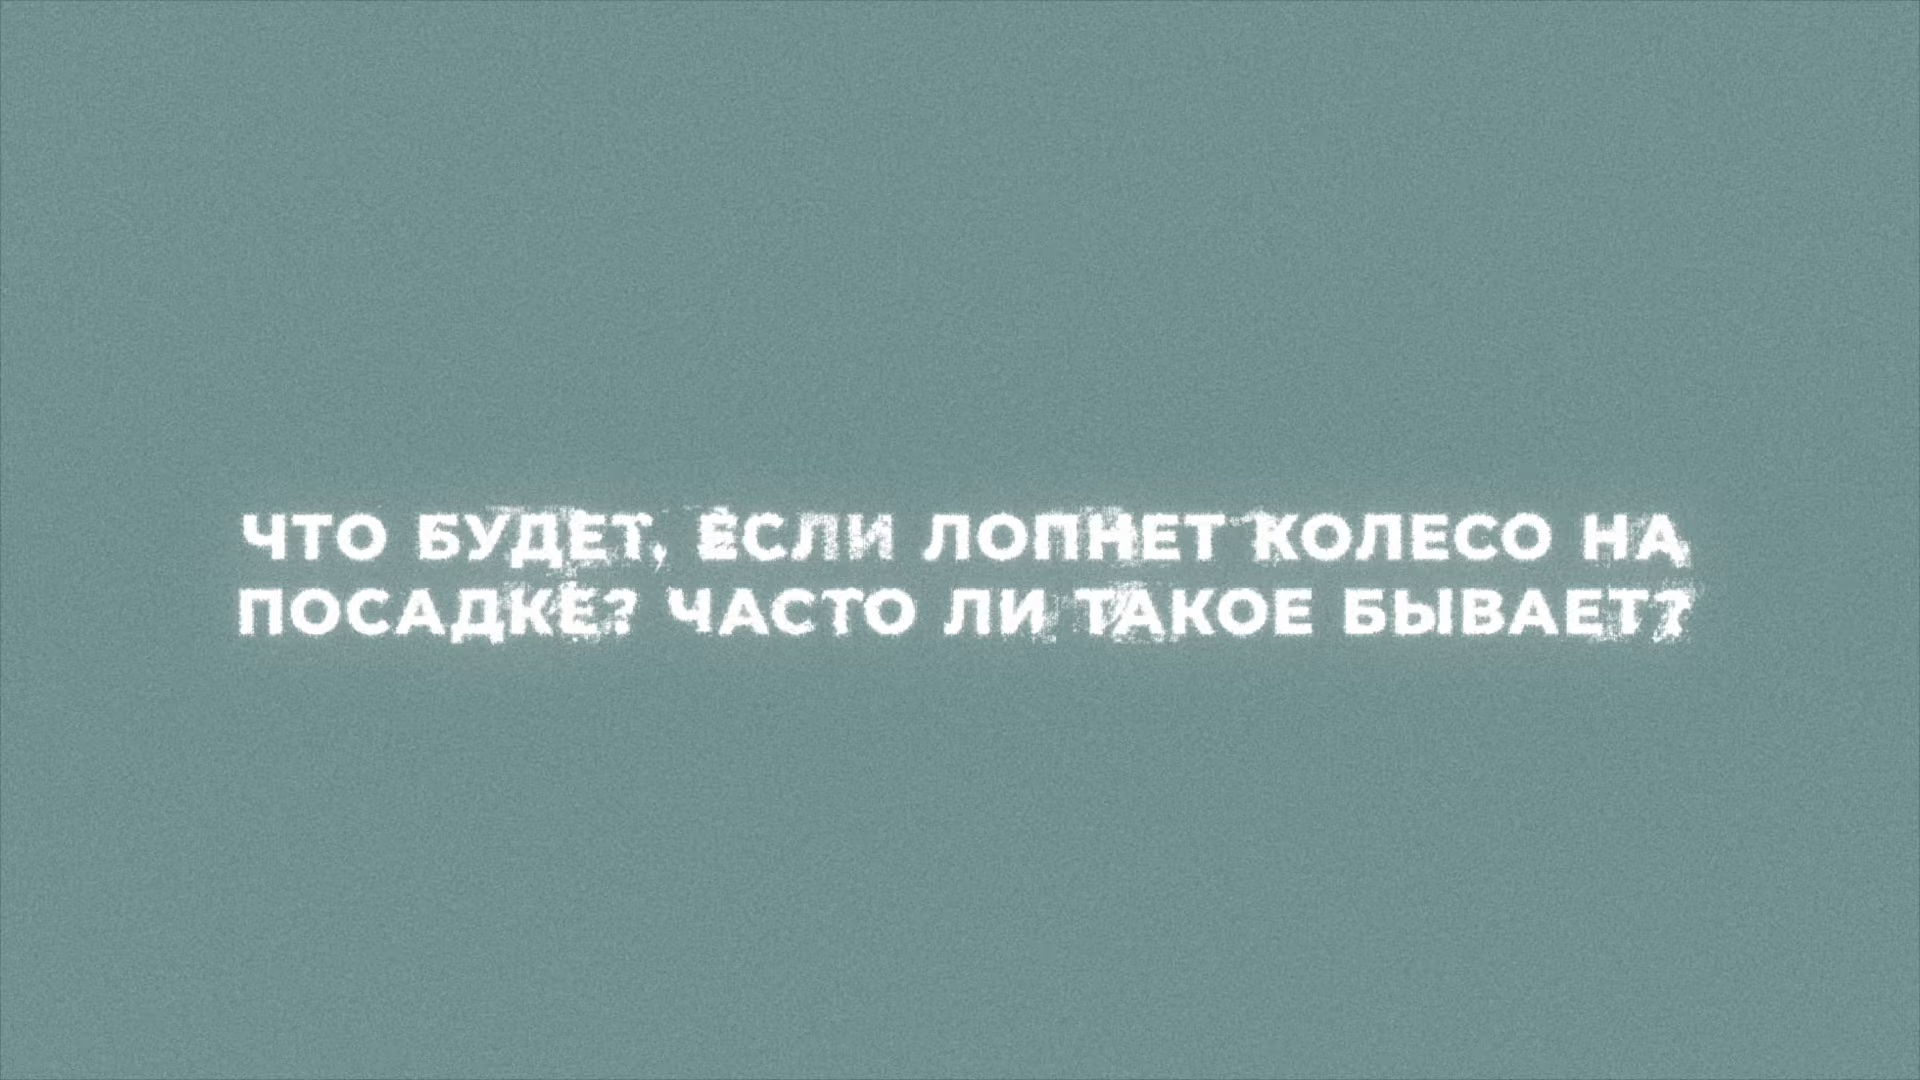 ЧТО БУДЕТ, ЕСЛИ ЛОПНЕТ КОЛЕСО НА
ПОСАДКЕ? ЧАСТО ЛИ ТАКОЕ БЫВАЕТ?